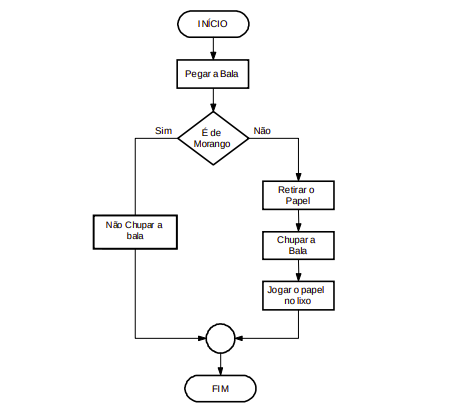 INÍCIO
Pegar a Bala
É de
Morango
Sim
Não
Retirar o
Papel
Não Chupar a
bala
Chupar a
Bala
Jogar o papel
no lixo
FIM